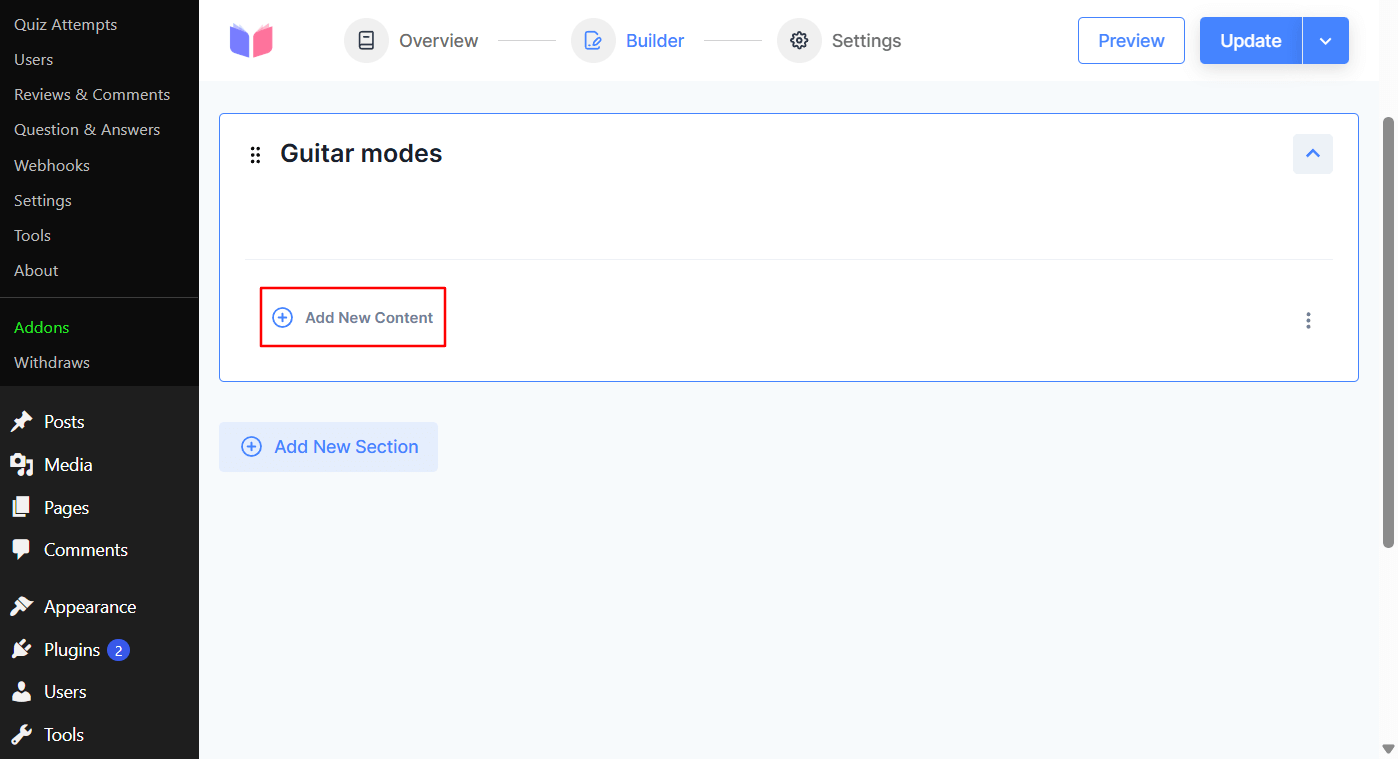 Quiz Attempts
Users
Reviews & Comments
Question & Answers
Webhooks
Settings
Tools
About
Addons
Withdraws
Posts
Media
Pages
Comments
Appearance
Plugins 2
Users
Tools
Overview Builder Settings Preview Update
Guitar modes
Add New Content
Add New Section